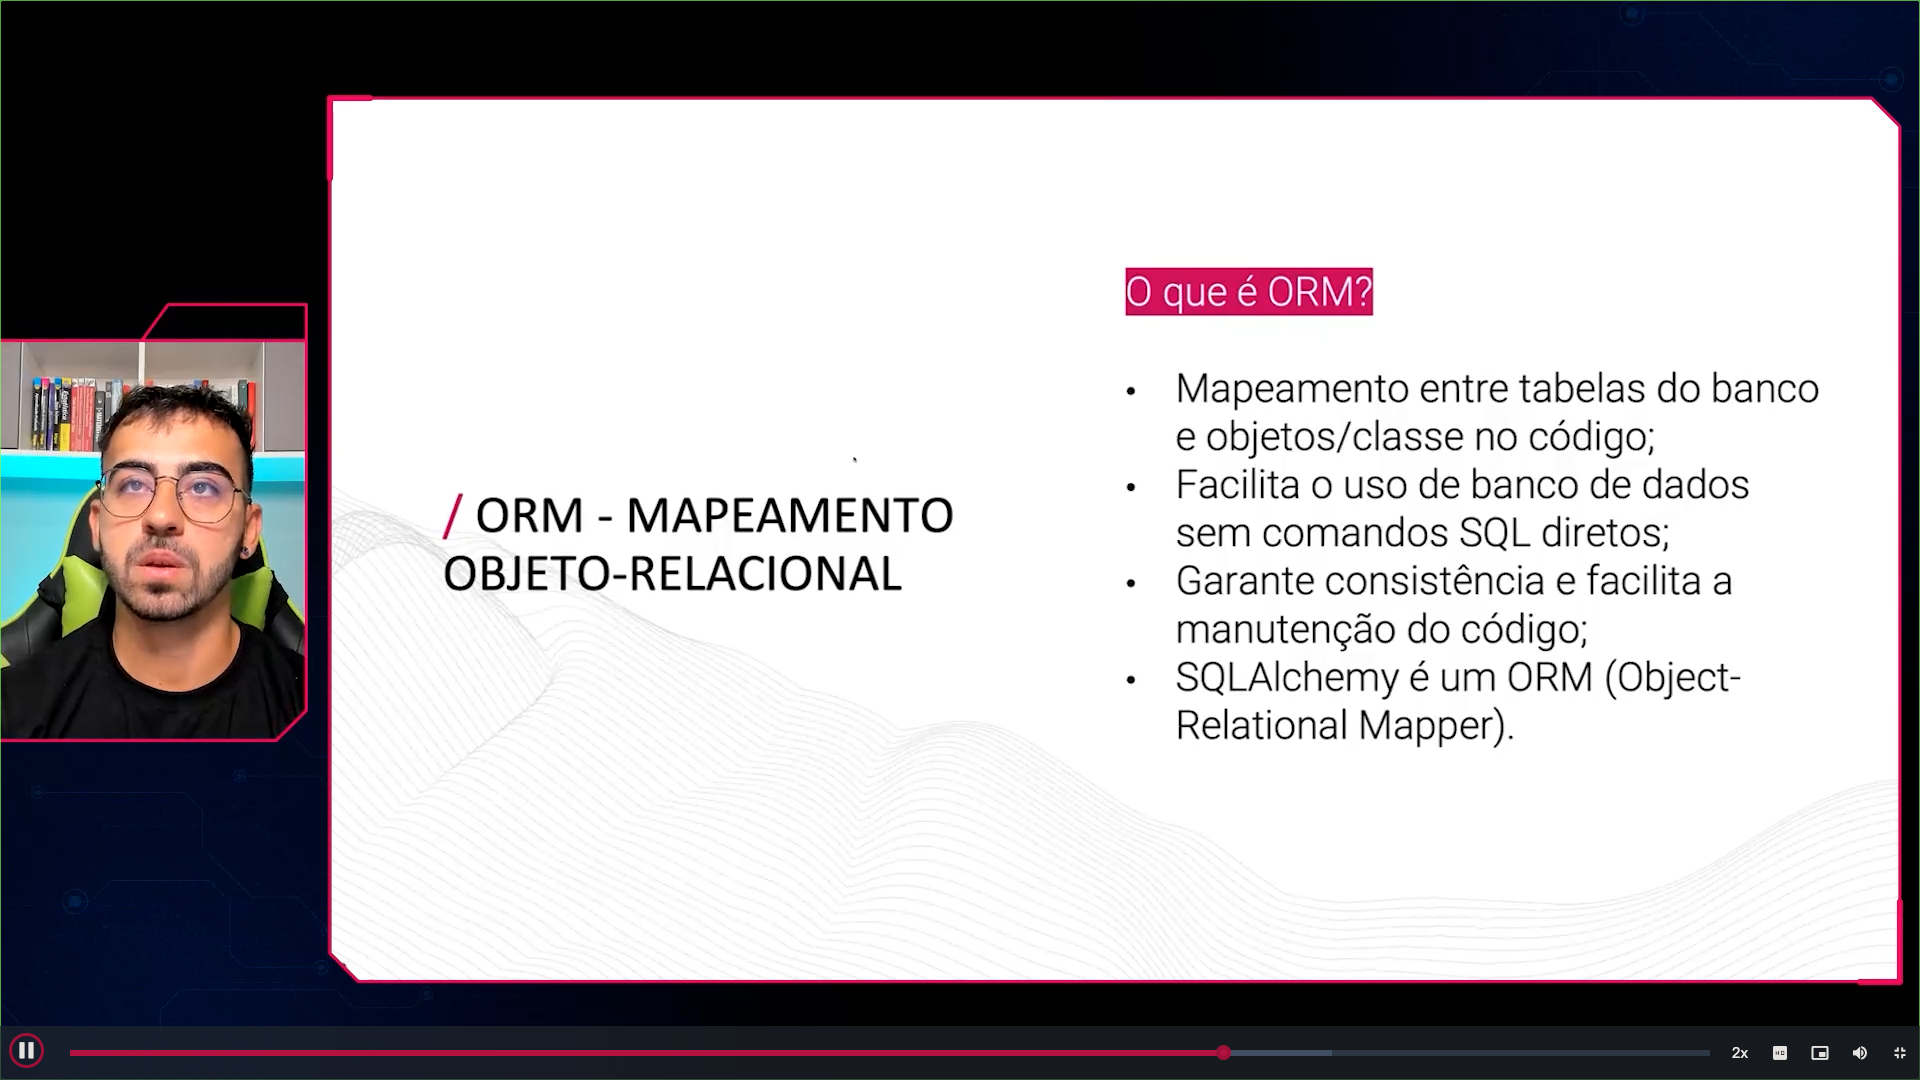 / ORM - MAPEAMENTO
OBJETO-RELACIONAL
O que é ORM?
• Mapeamento entre tabelas do banco
e objetos/classe no código;
• Facilita o uso de banco de dados
sem comandos SQL diretos;
• Garante consistência e facilita a
manutenção do código;
• SQLAlchemy é um ORM (Object-
Relational Mapper).
2x